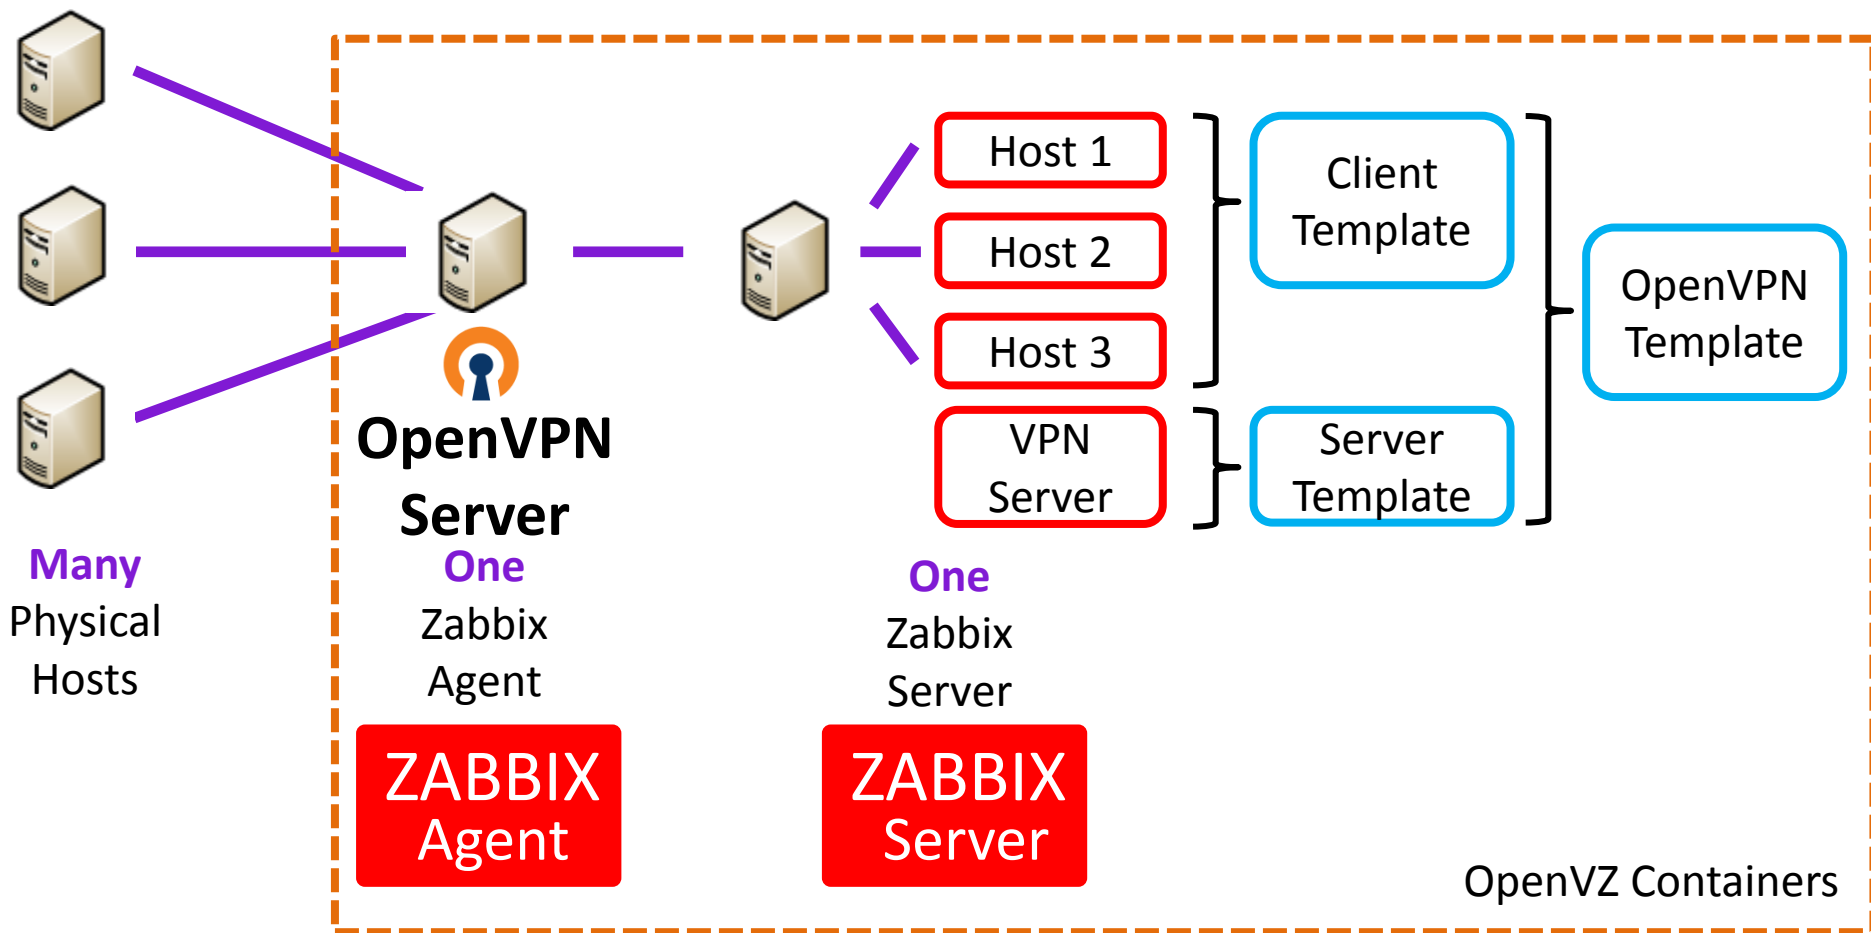 Many
Physical
Hosts
OpenVPN
Server
One
Zabbix
Agent
ZABBIX
Agent
One
Zabbix
Server
ZABBIX
Server
Host 1
Host 2
Host 3
VPN
Server
Client
Template
Server
Template
OpenVPN
Template
OpenVZ Containers